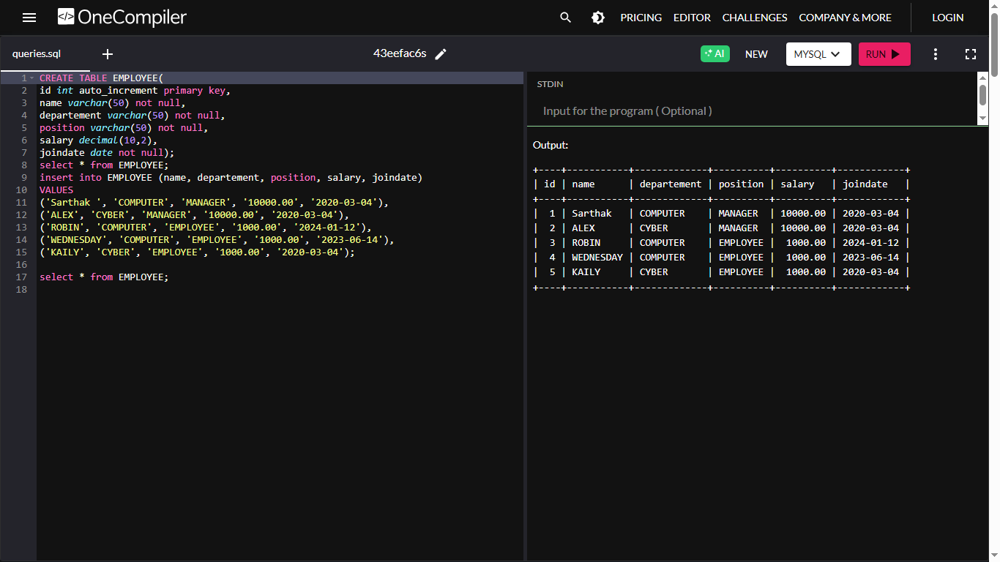 OneCompiler
PRICING EDITOR CHALLENGES COMPANY & MORE LOGIN
queries.sql +
43eefac6s
AI NEW MYSQL RUN
1 CREATE TABLE EMPLOYEE(
2 id int auto_increment primary key,
3 name varchar(50) not null,
4 departement varchar(50) not null,
5 position varchar(50) not null,
6 salary decimal(10,2),
7 joindate date not null);
8 select * from EMPLOYEE;
9 insert into EMPLOYEE (name, departement, position, salary, joindate)
10 VALUES
11 ('Sarthak ', 'COMPUTER', 'MANAGER', '10000.00', '2020-03-04'),
12 ('ALEX', 'CYBER', 'MANAGER', '10000.00', '2020-03-04'),
13 ('ROBIN', 'COMPUTER', 'EMPLOYEE', '1000.00', '2024-01-12'),
14 ('WEDNESDAY', 'COMPUTER', 'EMPLOYEE', '1000.00', '2023-06-14'),
15 ('KAILY', 'CYBER', 'EMPLOYEE', '1000.00', '2020-03-04');
16
17 select * from EMPLOYEE;
18
STDIN
Input for the program ( Optional )
Output:
+----+-----------+-------------+----------+----------+------------+
| id | name      | departement | position | salary   | joindate   |
+----+-----------+-------------+----------+----------+------------+
|  1 | Sarthak   | COMPUTER    | MANAGER  | 10000.00 | 2020-03-04 |
|  2 | ALEX      | CYBER       | MANAGER  | 10000.00 | 2020-03-04 |
|  3 | ROBIN     | COMPUTER    | EMPLOYEE |  1000.00 | 2024-01-12 |
|  4 | WEDNESDAY | COMPUTER    | EMPLOYEE |  1000.00 | 2023-06-14 |
|  5 | KAILY     | CYBER       | EMPLOYEE |  1000.00 | 2020-03-04 |
+----+-----------+-------------+----------+----------+------------+